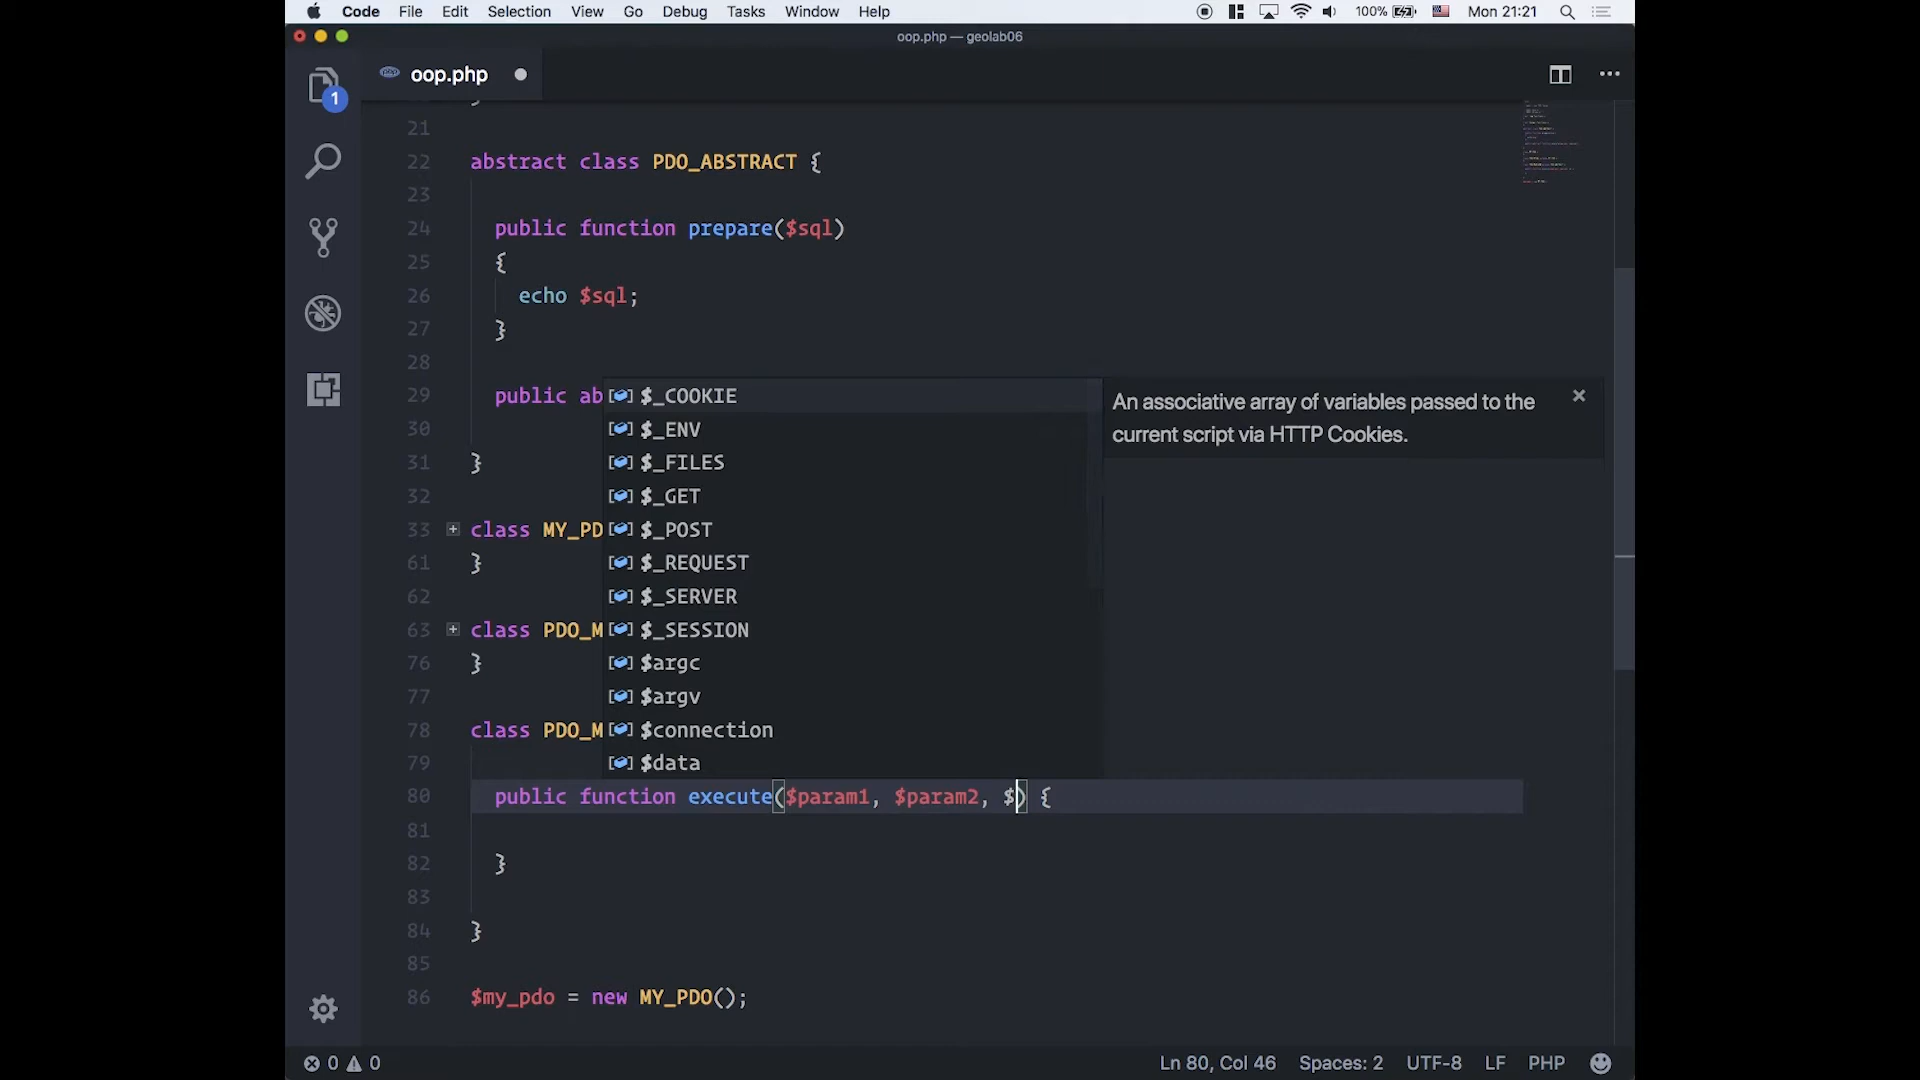 Code File Edit Selection View Go Debug Tasks Window Help 100% Mon 21:21
oop.php — geolab06
1
php oop.php
}
21
22 abstract class PDO_ABSTRACT {
23
24 public function prepare($sql)
25 {
26 echo $sql;
27 }
28
29 public ab
30
31 }
32
33 class MY_PD
61 }
62
63 class PDO_M
76 }
77
78 class PDO_M
79
80 public function execute($param1, $param2, $) {
81
82 }
83
84 }
85
86 $my_pdo = new MY_PDO();
$_COOKIE
$_ENV
$_FILES
$_GET
$_POST
$_REQUEST
$_SERVER
$_SESSION
$argc
$argv
$connection
$data
An associative array of variables passed to the
current script via HTTP Cookies.
0 0 Ln 80, Col 46 Spaces: 2 UTF-8 LF PHP